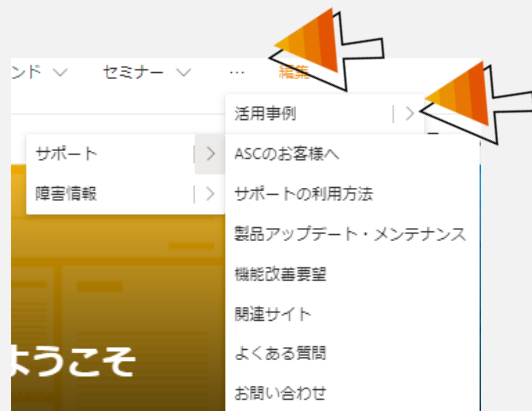 ンド セミナー … 編集
活用事例
サポート
障害情報
ASCのお客様へ
サポートの利用方法
製品アップデート・メンテナンス
機能改善要望
関連サイト
よくある質問
お問い合わせ
ようこそ